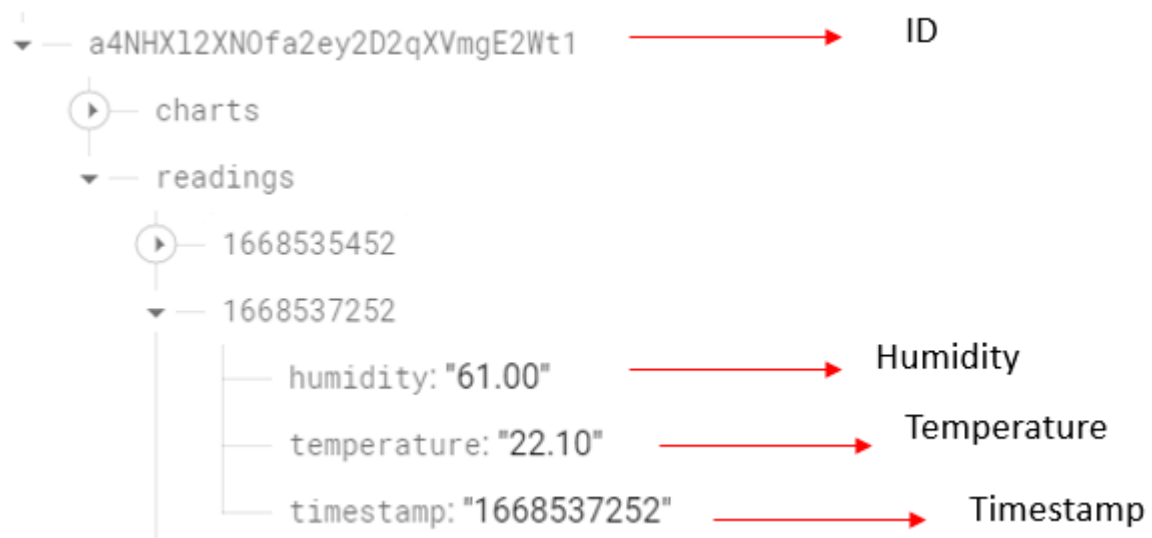 a4NHXl2XNOfa2ey2D2qXVmgE2Wt1 ID
charts
readings
1668535452
1668537252
humidity: "61.00" Humidity
temperature: "22.10" Temperature
timestamp: "1668537252" Timestamp